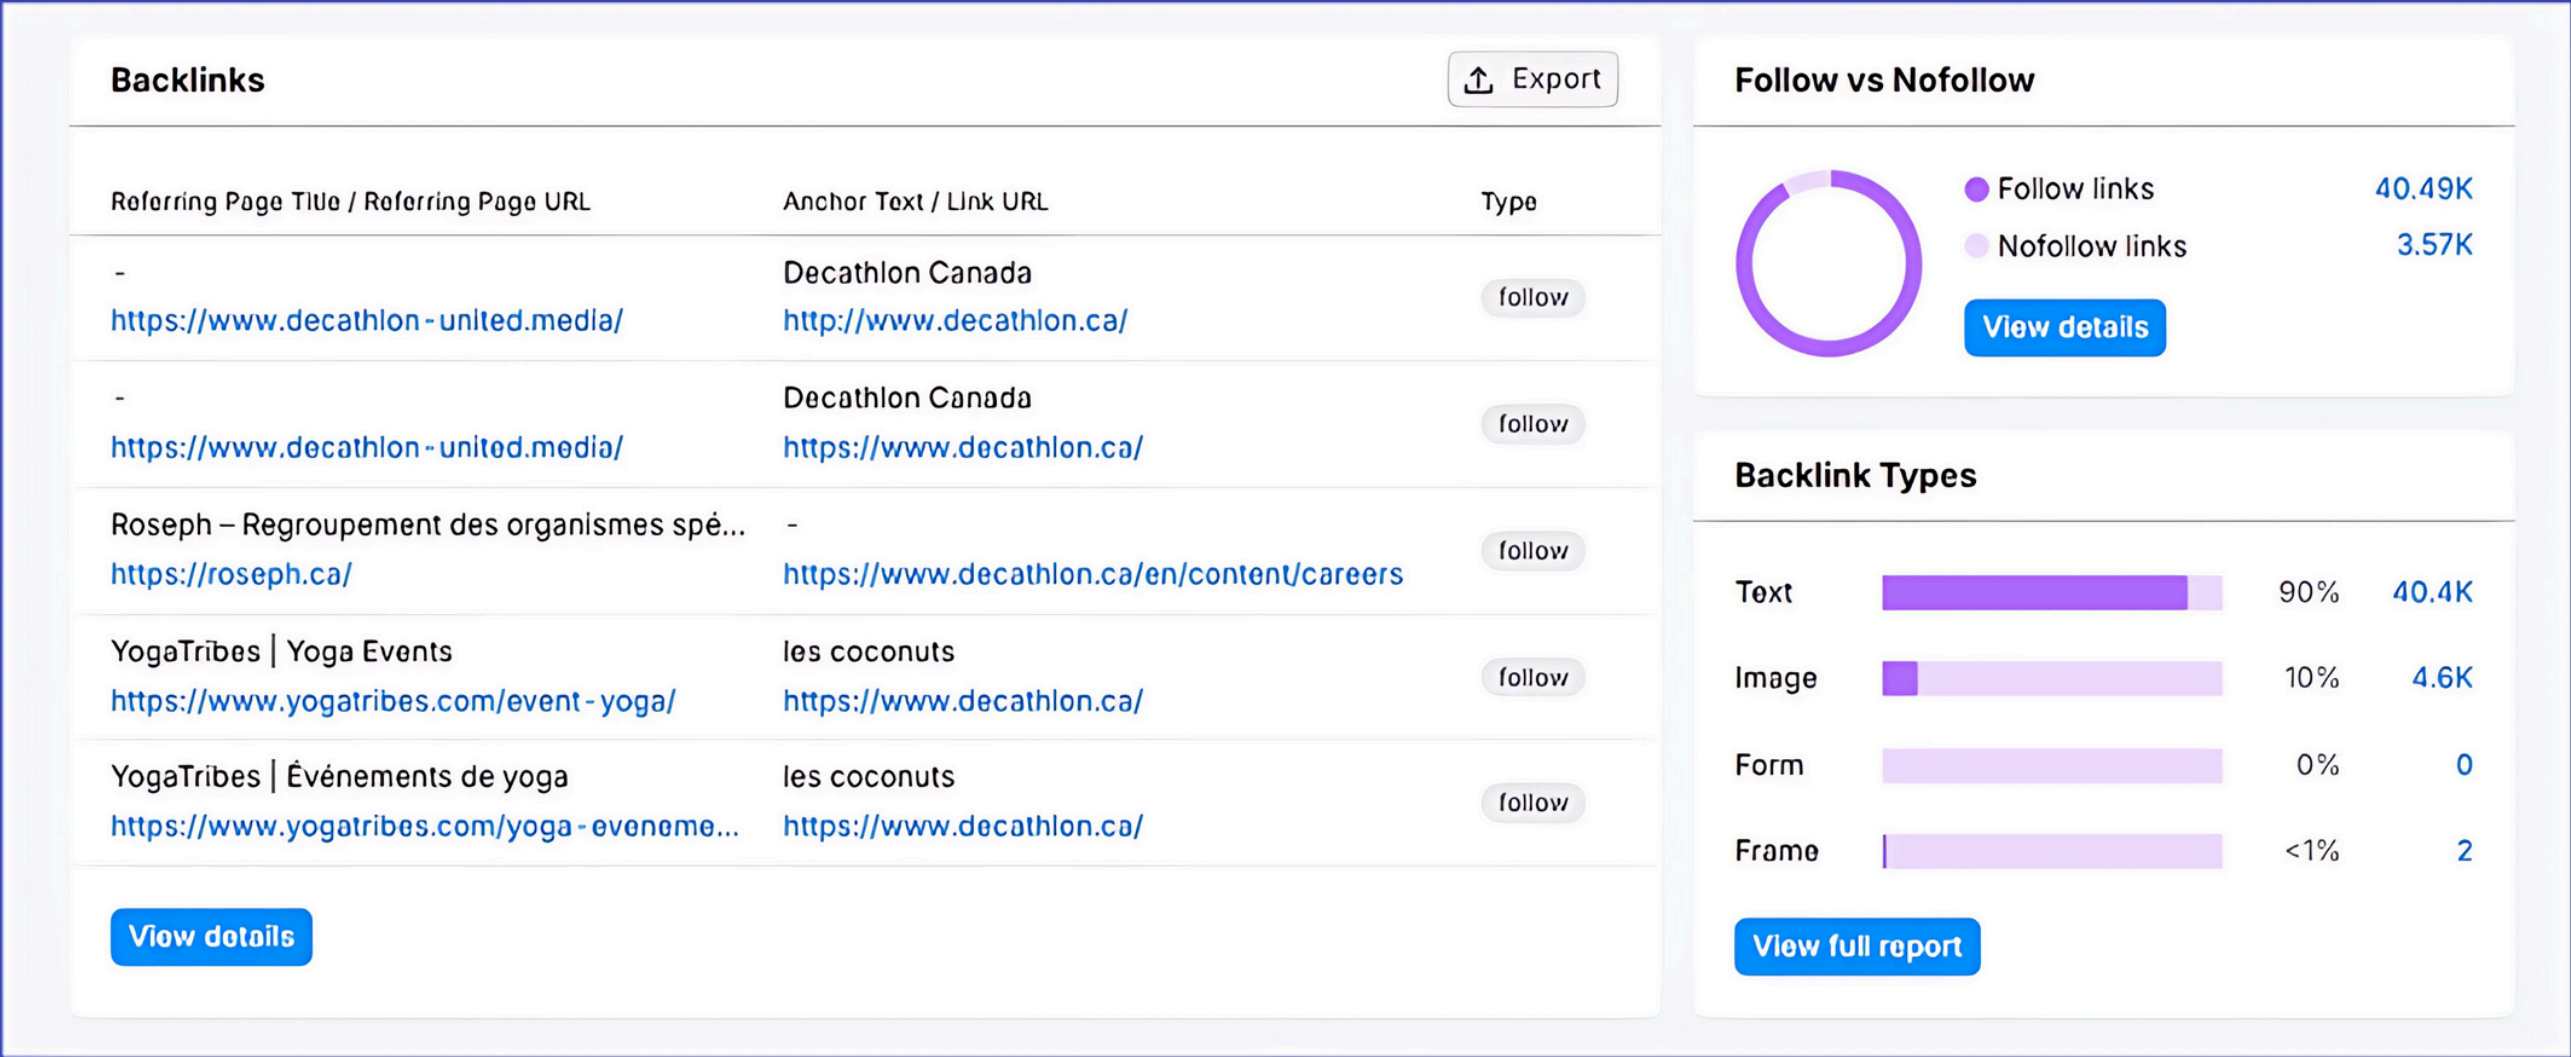 Backlinks
Export
Referring Page Title / Referring Page URL Anchor Text / Link URL Type
- Decathlon Canada
follow
https://www.decathlon-united.media/ http://www.decathlon.ca/
- Decathlon Canada
follow
https://www.decathlon-united.media/ https://www.decathlon.ca/
Roseph – Regroupement des organismes spé... -
follow
https://roseph.ca/ https://www.decathlon.ca/en/content/careers
YogaTribes | Yoga Events les coconuts
follow
https://www.yogatribes.com/event-yoga/ https://www.decathlon.ca/
YogaTribes | Événements de yoga les coconuts
follow
https://www.yogatribes.com/yoga-eveneme... https://www.decathlon.ca/
View details
Follow vs Nofollow
Follow links 40.49K
Nofollow links 3.57K
View details
Backlink Types
Text 90% 40.4K
Image 10% 4.6K
Form 0% 0
Frame <1% 2
View full report